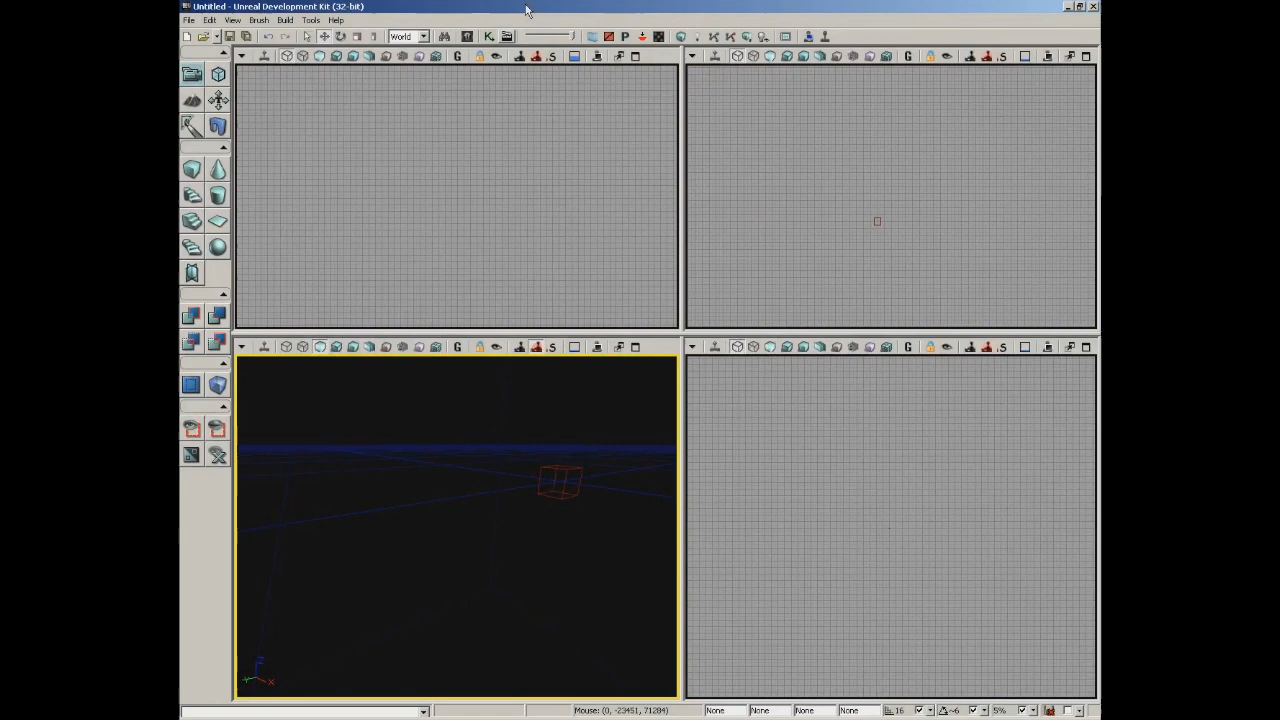 Untitled - Unreal Development Kit (32-bit)
File Edit View Brush Build Tools Help
World K P
G S
G S
G S
G S
Z
Y X
Mouse: (0, -23451, 71284) None None None None 16 ~6 5%